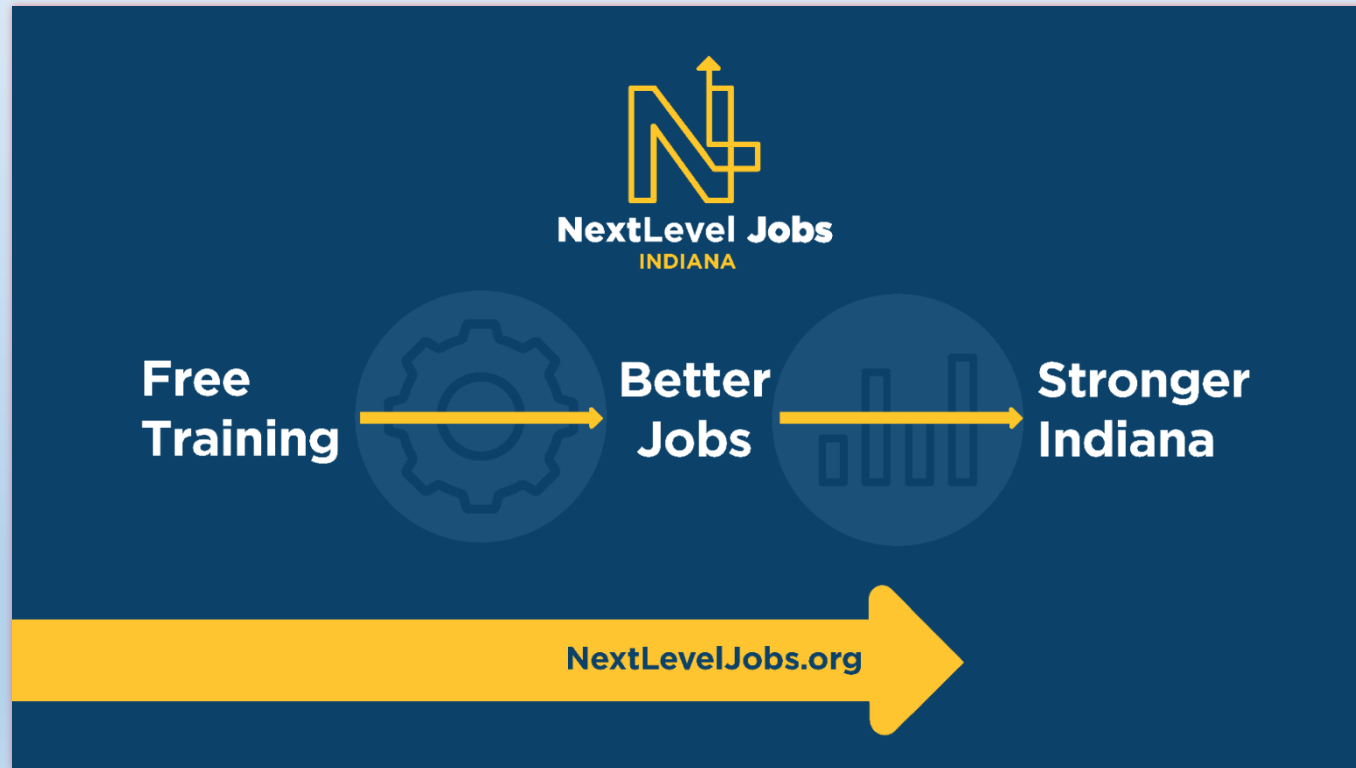 NextLevel Jobs
INDIANA
Free
Training
Better
Jobs
Stronger
Indiana
NextLevelJobs.org